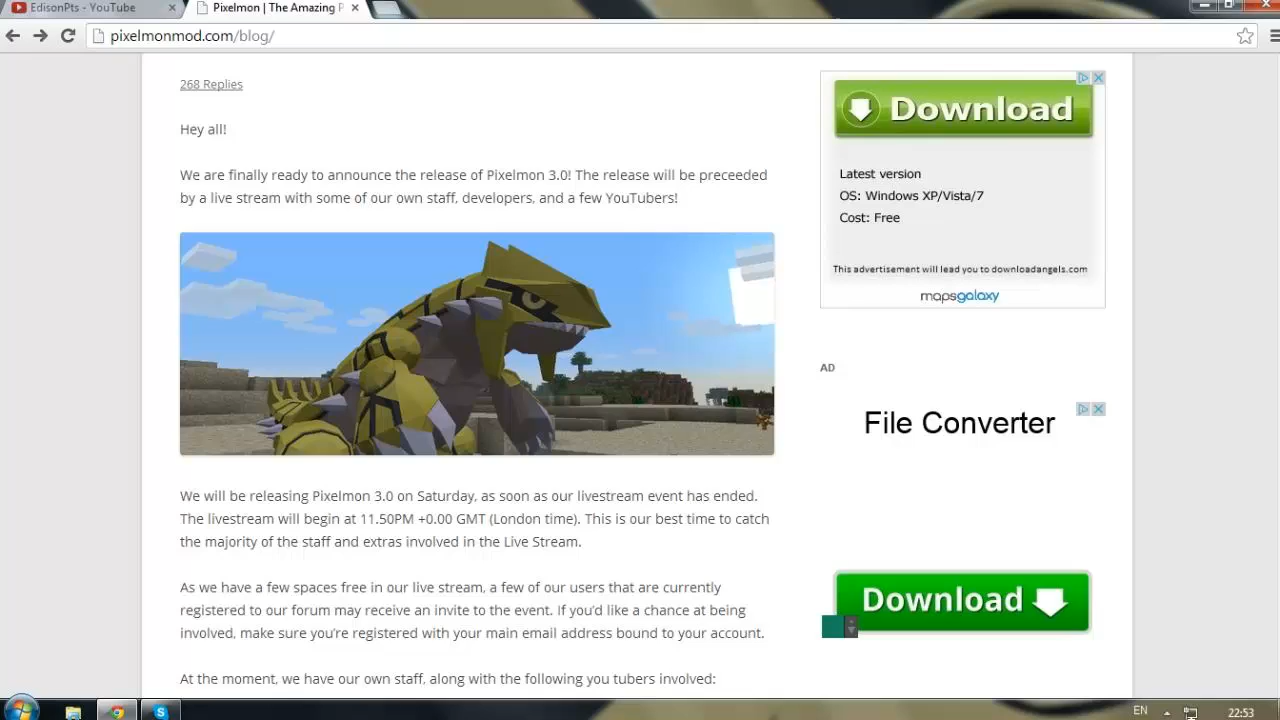 EdisonPts - YouTube
Pixelmon | The Amazing P
pixelmonmod.com/blog/
268 Replies
Hey all!
We are finally ready to announce the release of Pixelmon 3.0! The release will be preceeded
by a live stream with some of our own staff, developers, and a few YouTubers!
We will be releasing Pixelmon 3.0 on Saturday, as soon as our livestream event has ended.
The livestream will begin at 11.50PM +0.00 GMT (London time). This is our best time to catch
the majority of the staff and extras involved in the Live Stream.
As we have a few spaces free in our live stream, a few of our users that are currently
registered to our forum may receive an invite to the event. If you'd like a chance at being
involved, make sure you're registered with your main email address bound to your account.
At the moment, we have our own staff, along with the following you tubers involved:
Download
Latest version
OS: Windows XP/Vista/7
Cost: Free
This advertisement will lead you to downloadangels.com
mapsgalaxy
AD
File Converter
Download
EN
22:53